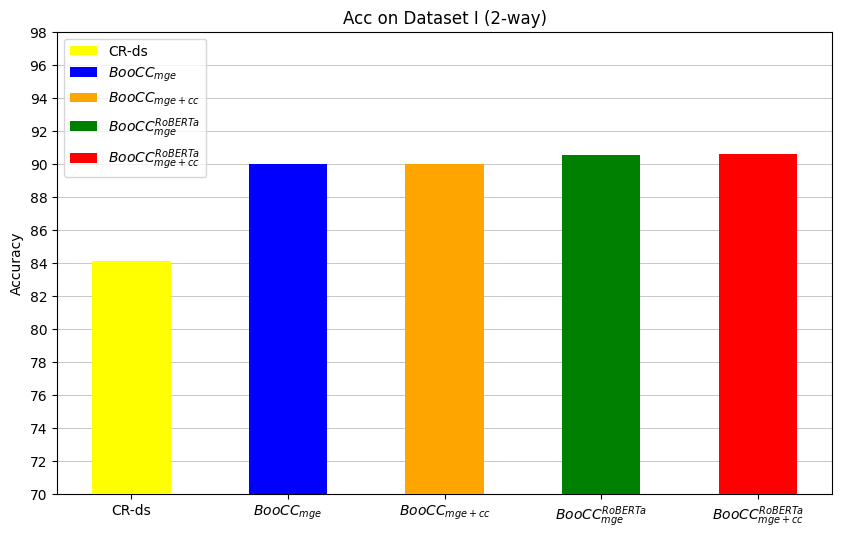 Acc on Dataset I (2-way)
CR-ds
BooCC_{mge}
BooCC_{mge+cc}
BooCC_{mge}^{RoBERTa}
BooCC_{mge+cc}^{RoBERTa}
Accuracy
98
96
94
92
90
88
86
84
82
80
78
76
74
72
70
CR-ds BooCC_{mge} BooCC_{mge+cc} BooCC_{mge}^{RoBERTa} BooCC_{mge+cc}^{RoBERTa}